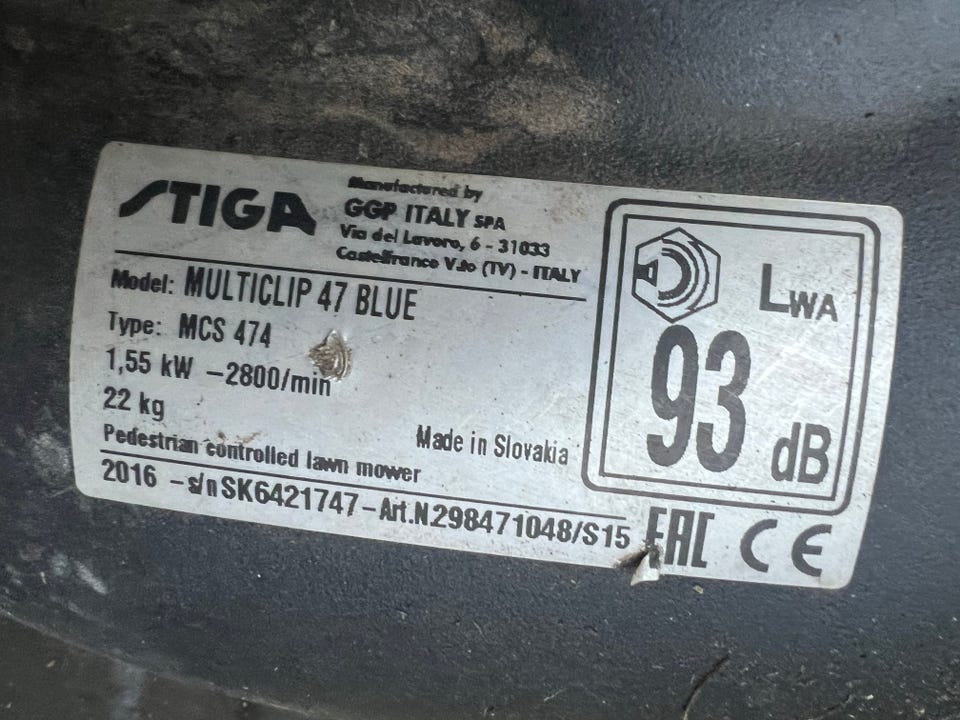 STIGA
Manufactured by
GGP ITALY SPA
Via del Lavoro, 6 - 31033
Castelfranco V.to (TV) - ITALY
Model: MULTICLIP 47 BLUE
Type: MCS 474
1,55 kW - 2800/min
22 kg
Made in Slovakia
Pedestrian controlled lawn mower
2016 - s/n SK6421747 - Art.N.298471048/S15
LWA
93
dB
EAC CE